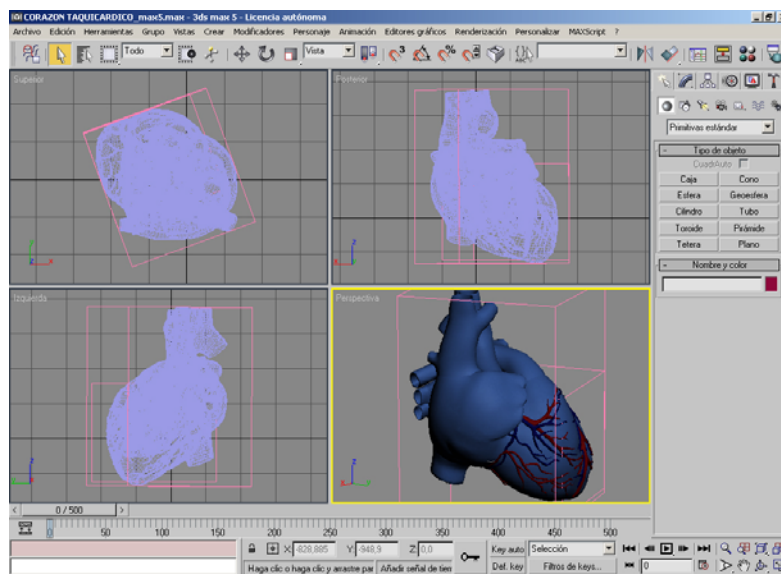 CORAZON TAQUICARDICO_max5.max - 3ds max 5 - Licencia autónoma
Archivo Edición Herramientas Grupo Vistas Crear Modificadores Personaje Animación Editores gráficos Renderización Personalizar MAXScript ?
Todo Vista
Superior Posterior
Primitivas estándar
- Tipo de objeto
CuadrAuto
Caja Cono
Esfera Geoesfera
Cilindro Tubo
Toroide Pirámide
Tetera Plano
- Nombre y color
Izquierda Perspectiva
0 / 500
0 50 100 150 200 250 300 350 400 450 500
X: -828,885 Y: -948,9 Z: 0,0 Key auto Selección
Haga clic o haga clic y arrastre par Añadir señal de tien Def. key Filtros de keys... 0